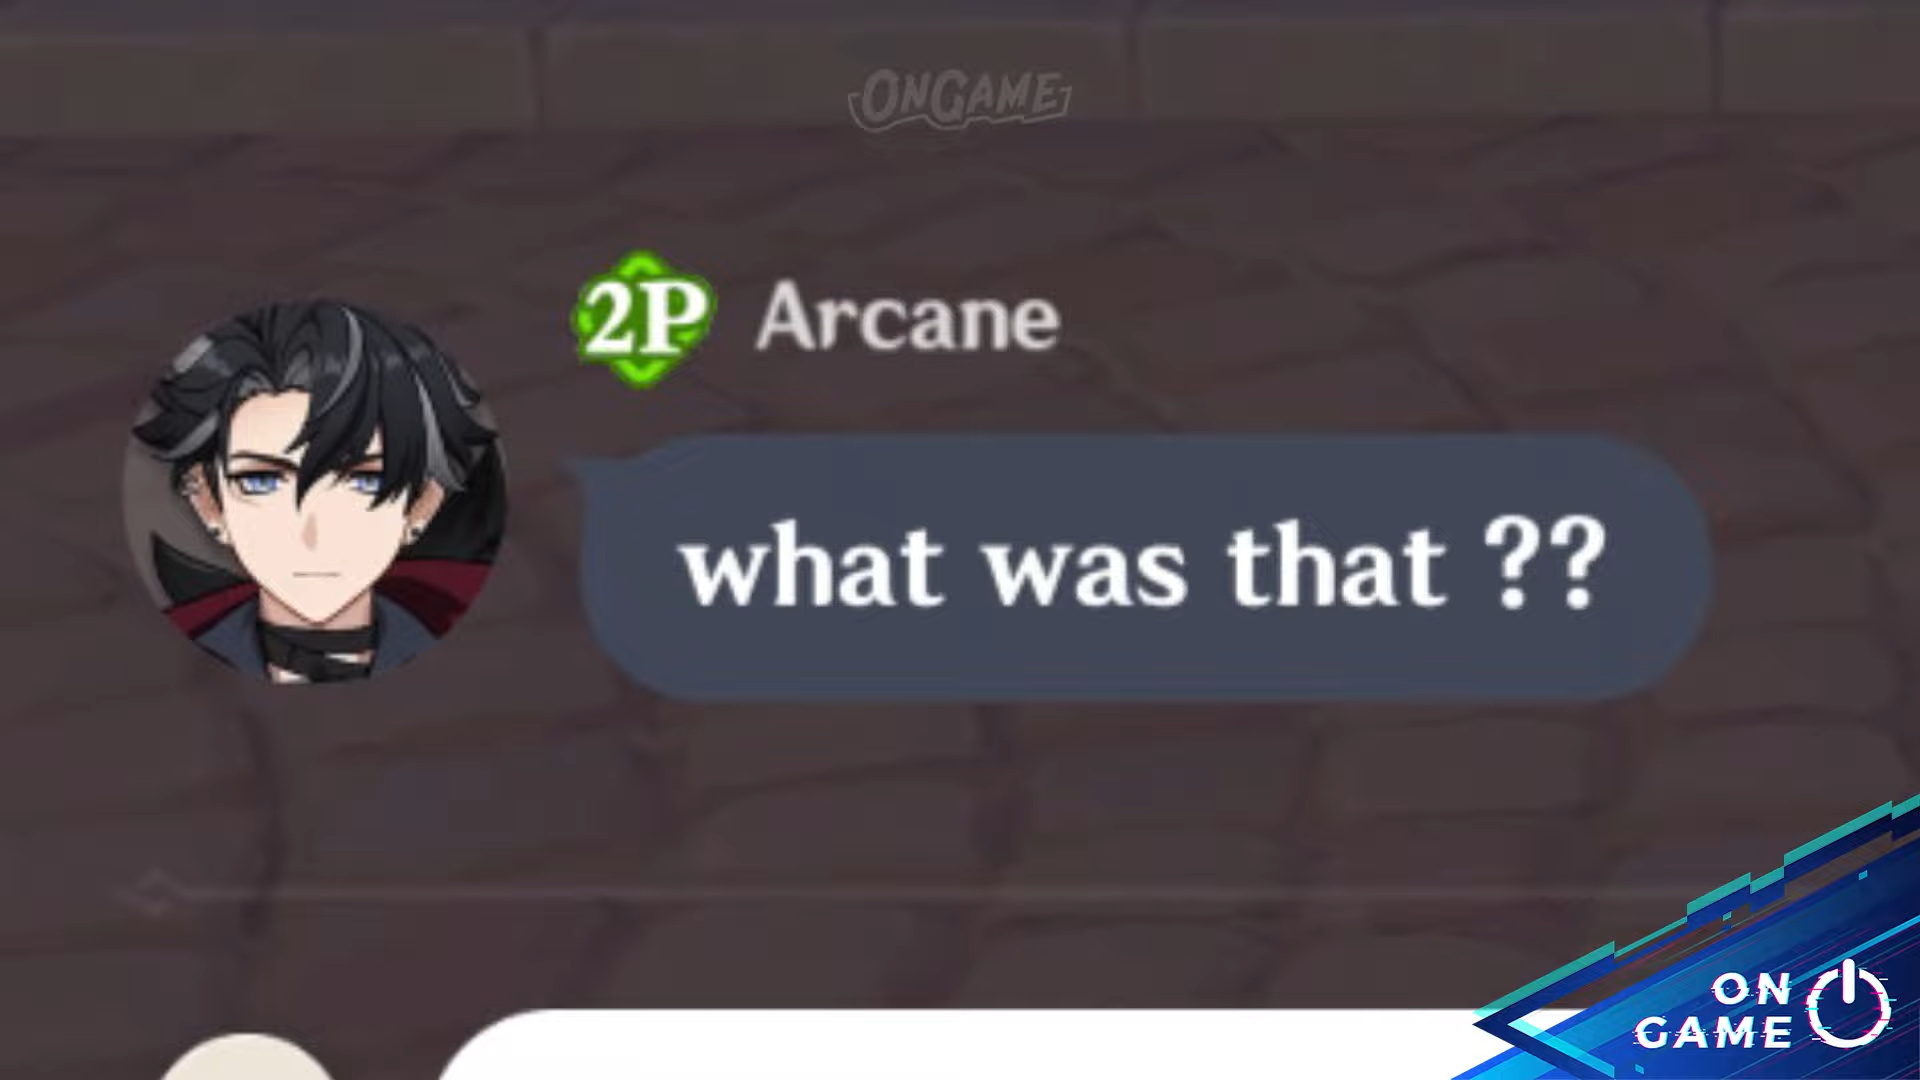 ONGAME
2P Arcane
what was that ??
ON
GAME